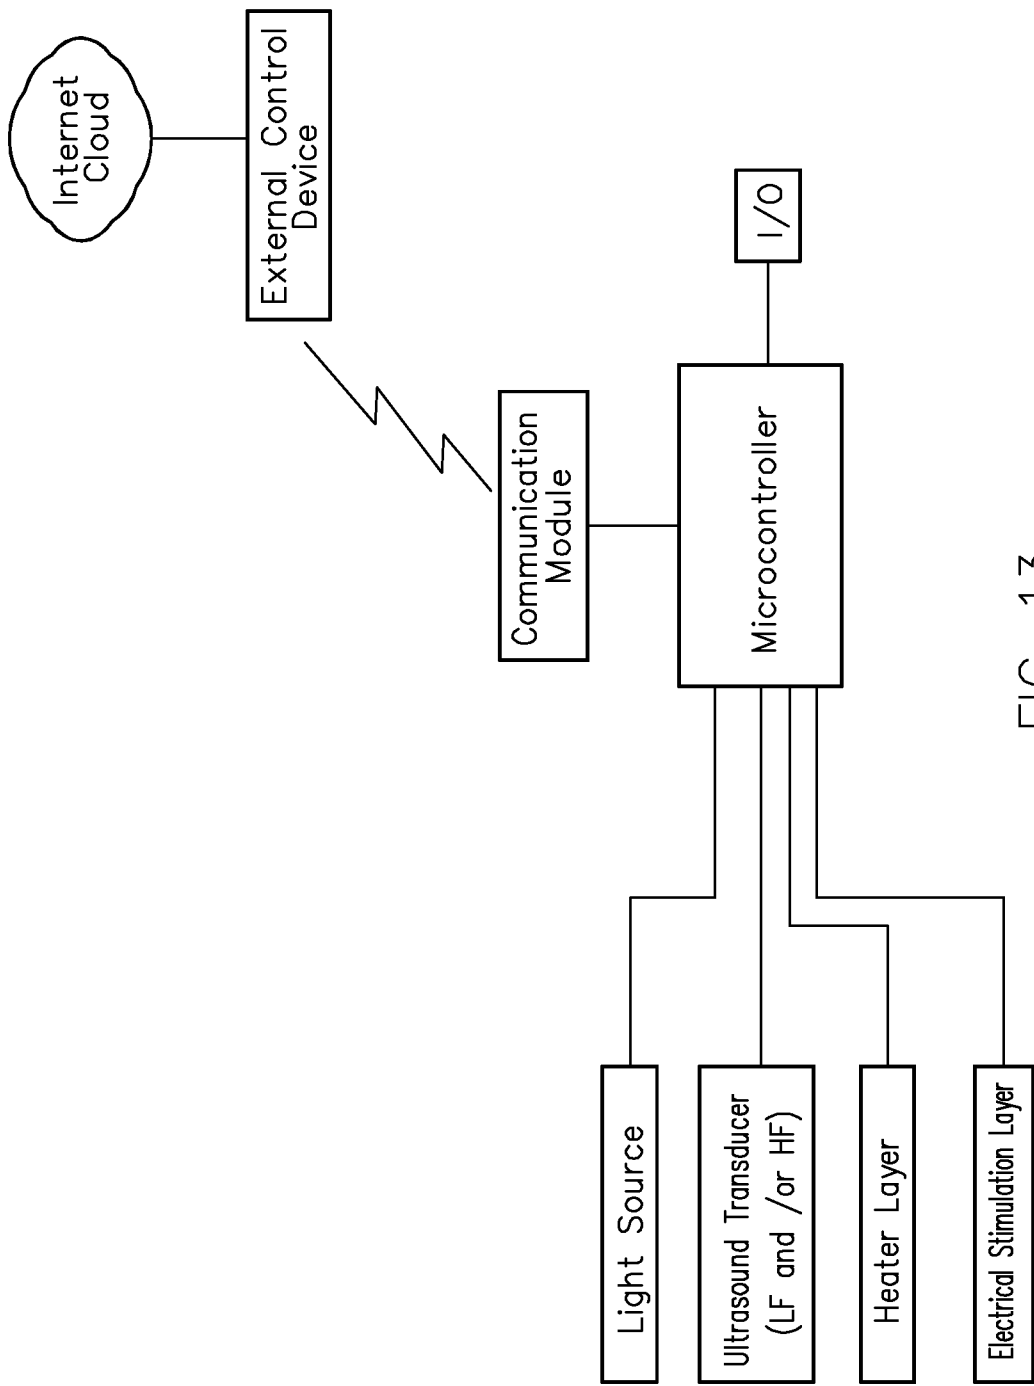 Internet
Cloud
External Control
Device
Communication
Module
I/O
Microcontroller
Light Source
Ultrasound Transducer
(LF and /or HF)
Heater Layer
Electrical Stimulation Layer
FIG. 13